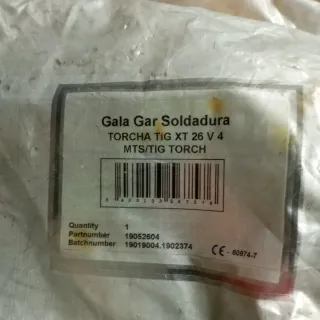 Gala Gar Soldadura
TORCHA TIG XT 26 V 4
MTS/TIG TORCH
Quantity 1
Partnumber 19052604
Batchnumber 19019004.1902374
CE - 60974-7